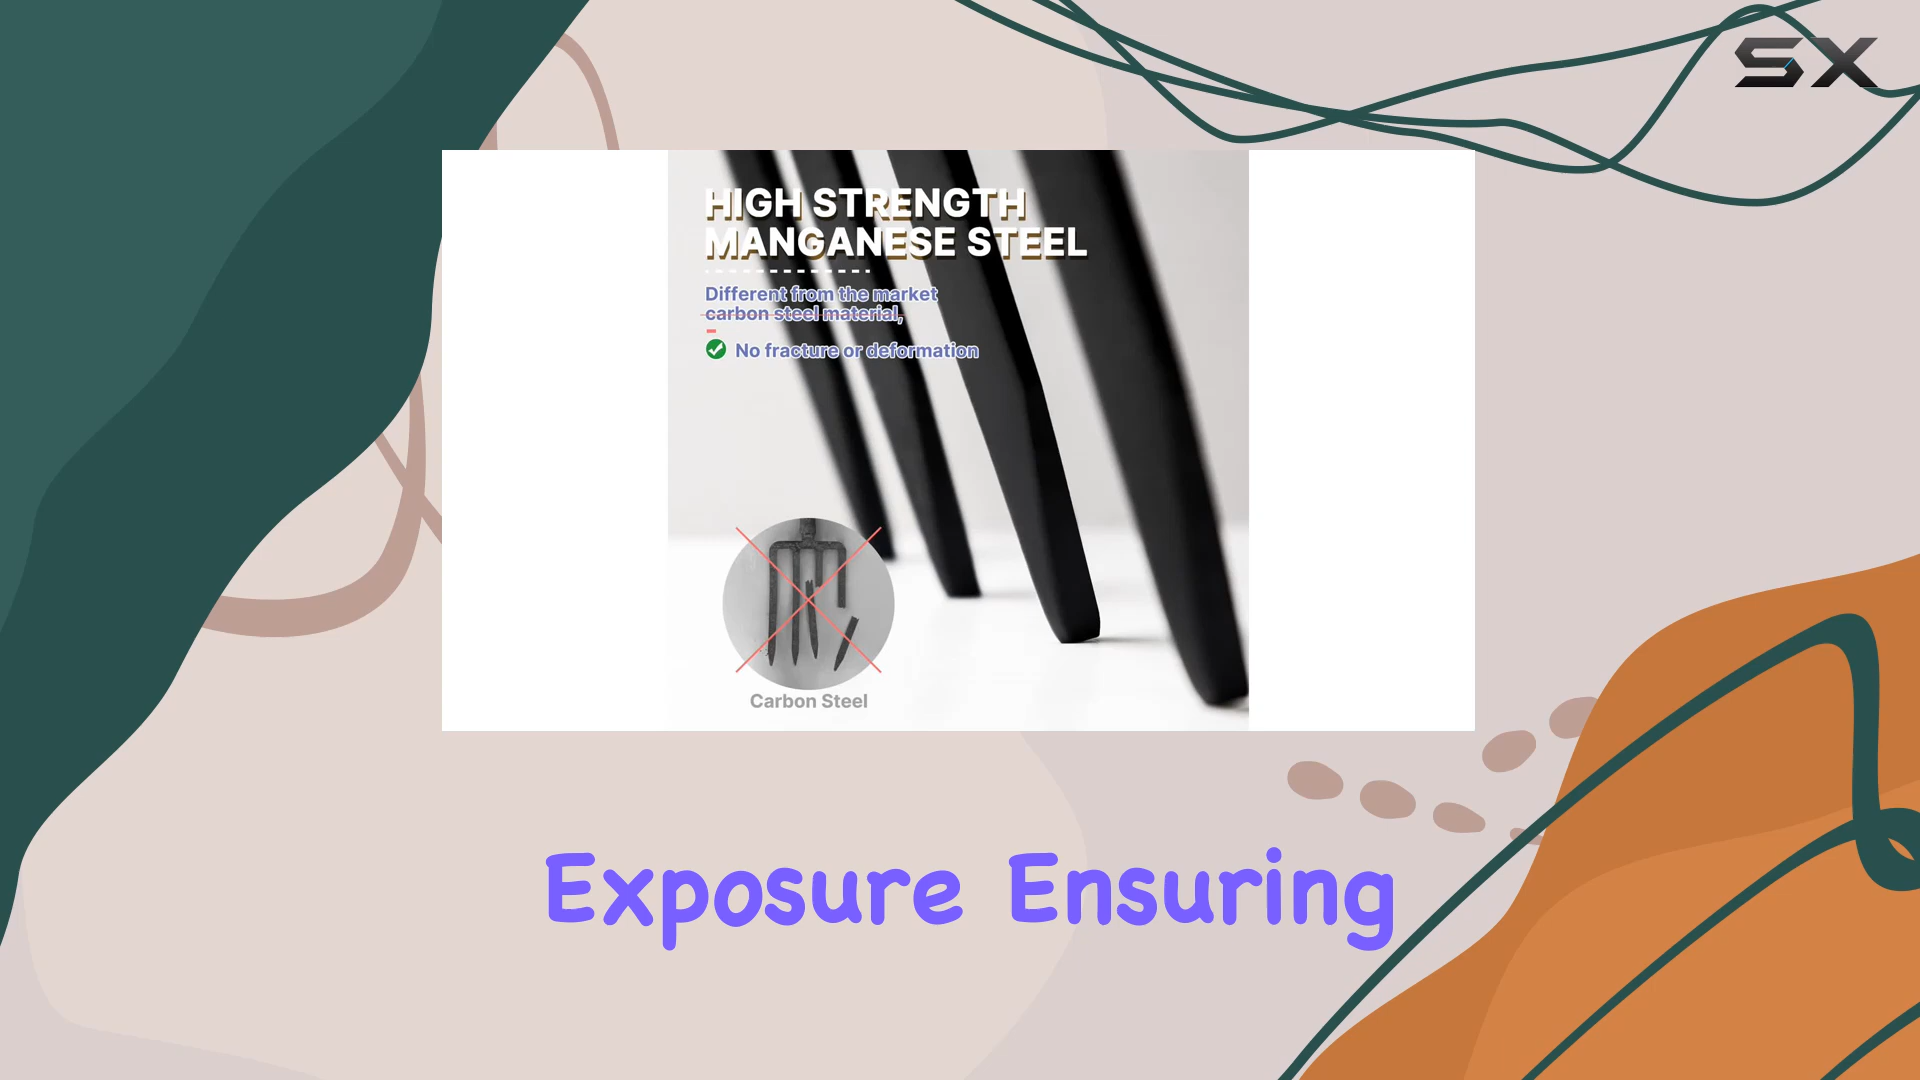 SX
HIGH STRENGTH
MANGANESE STEEL
Different from the market
carbon steel material,
No fracture or deformation
Carbon Steel
Exposure Ensuring